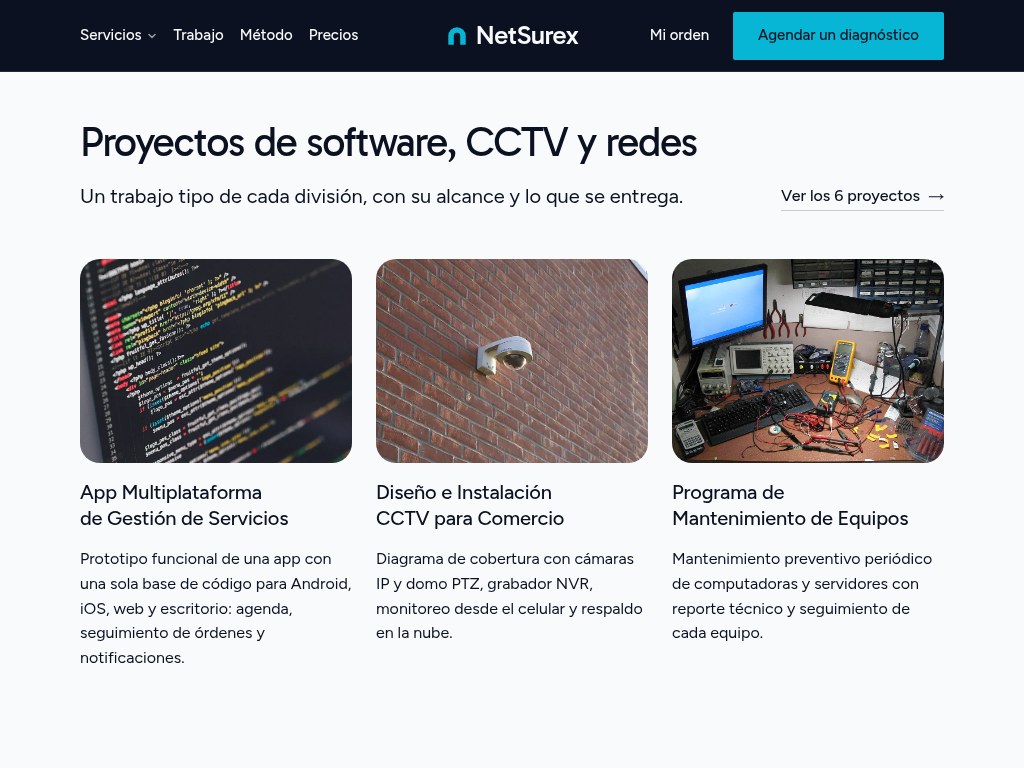 Servicios
Trabajo
Método
Precios
NetSurex
Mi orden
Agendar un diagnóstico
Proyectos de software, CCTV y redes
Un trabajo tipo de cada división, con su alcance y lo que se entrega.
Ver los 6 proyectos →
App Multiplataforma
de Gestión de Servicios
Prototipo funcional de una app con
una sola base de código para Android,
iOS, web y escritorio: agenda,
seguimiento de órdenes y
notificaciones.
Diseño e Instalación
CCTV para Comercio
Diagrama de cobertura con cámaras
IP y domo PTZ, grabador NVR,
monitoreo desde el celular y respaldo
en la nube.
Programa de
Mantenimiento de Equipos
Mantenimiento preventivo periódico
de computadoras y servidores con
reporte técnico y seguimiento de
cada equipo.